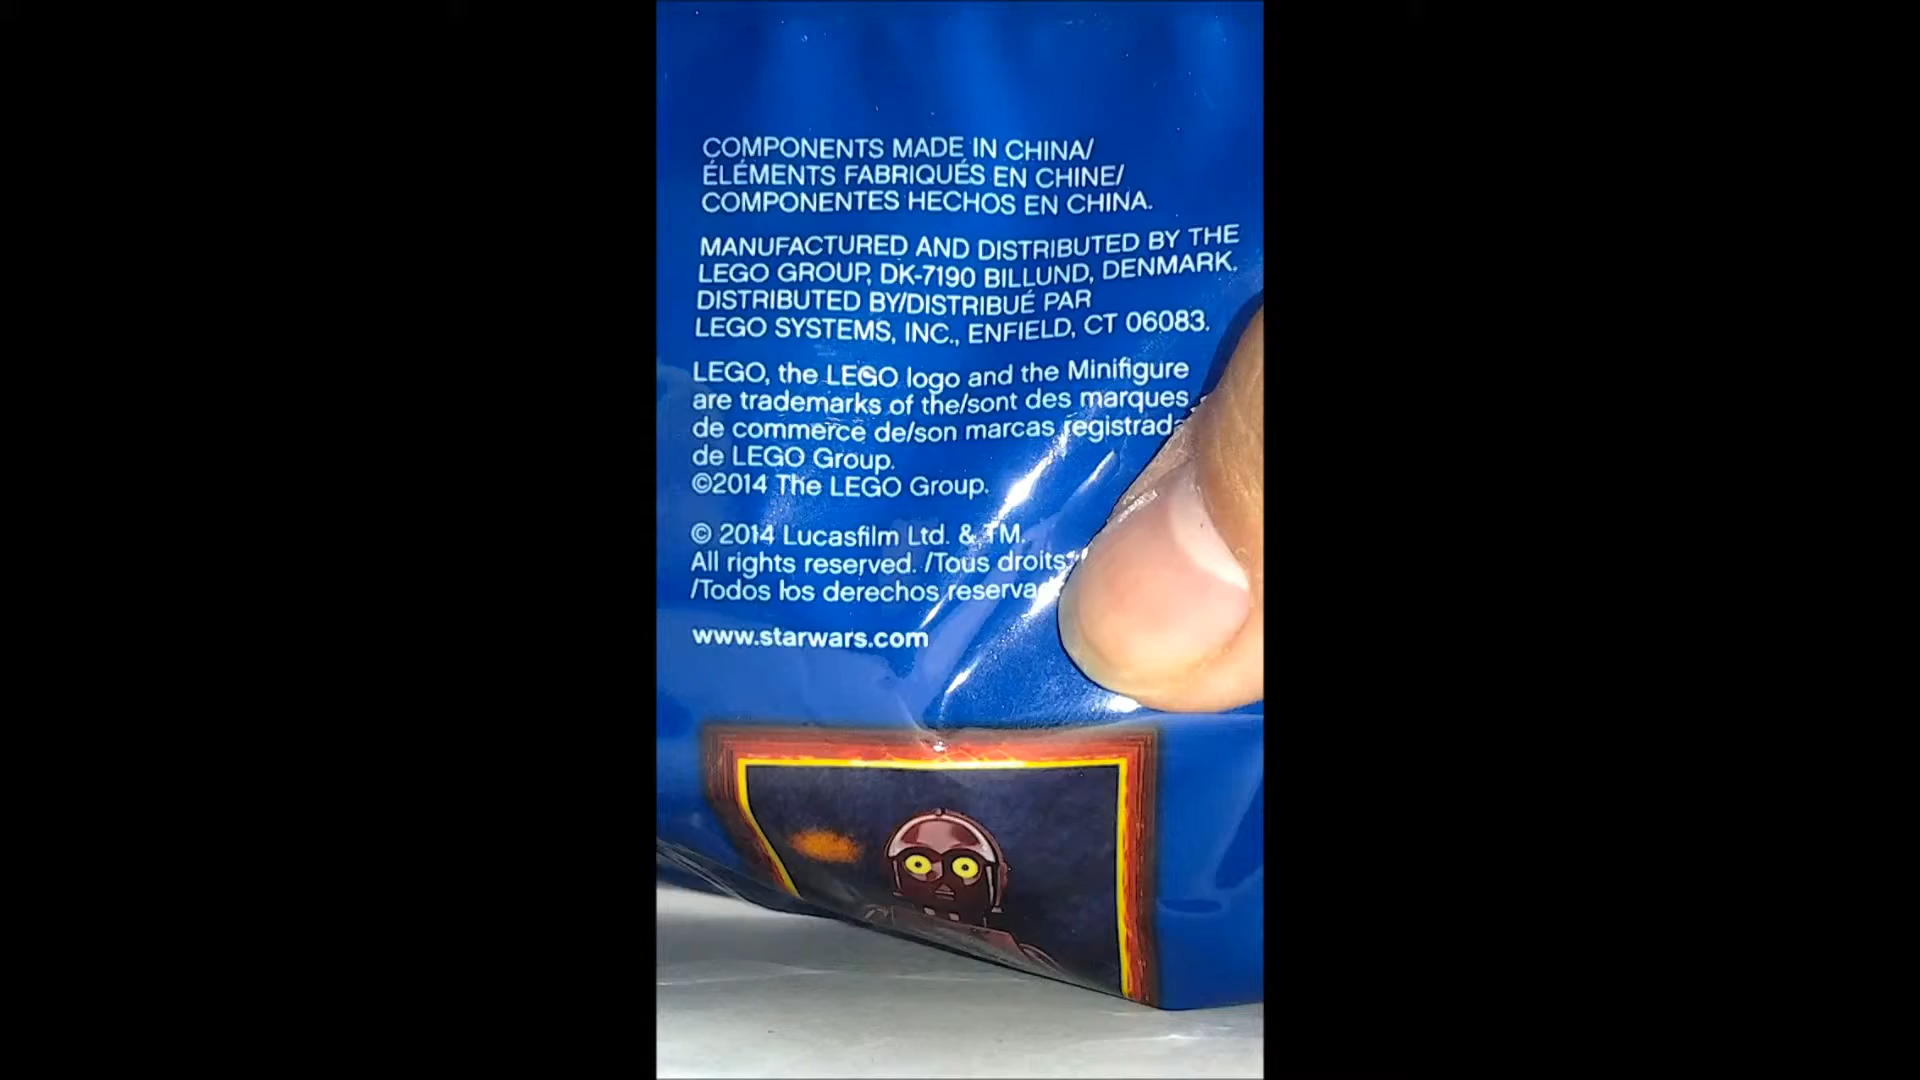 COMPONENTS MADE IN CHINA/
ÉLÉMENTS FABRIQUÉS EN CHINE/
COMPONENTES HECHOS EN CHINA.
MANUFACTURED AND DISTRIBUTED BY THE
LEGO GROUP, DK-7190 BILLUND, DENMARK.
DISTRIBUTED BY/DISTRIBUÉ PAR
LEGO SYSTEMS, INC., ENFIELD, CT 06083.
LEGO, the LEGO logo and the Minifigure
are trademarks of the/sont des marques
de commerce de/son marcas
de LEGO Group.
©2014 The LEGO Group.
© 2014 Lucasfilm Ltd. & TM.
All rights reserved. /Tous droits
/Todos los derechos
www.starwars.com